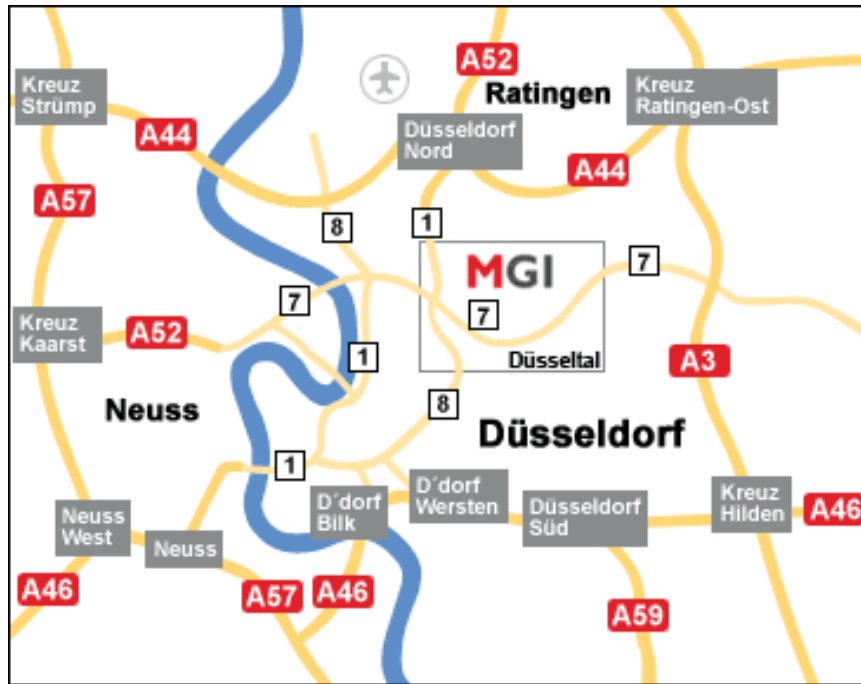 A52
Kreuz
Strümp
Ratingen
Kreuz
Ratingen-Ost
A44
Düsseldorf
Nord
A44
A57
8
1
MGI
7
7
7
Kreuz
Kaarst
A52
1
Düsseltal
A3
Neuss
8
Düsseldorf
1
D´dorf
Bilk
D´dorf
Wersten
Düsseldorf
Süd
Kreuz
Hilden
A46
Neuss
West
Neuss
A46
A57
A46
A59